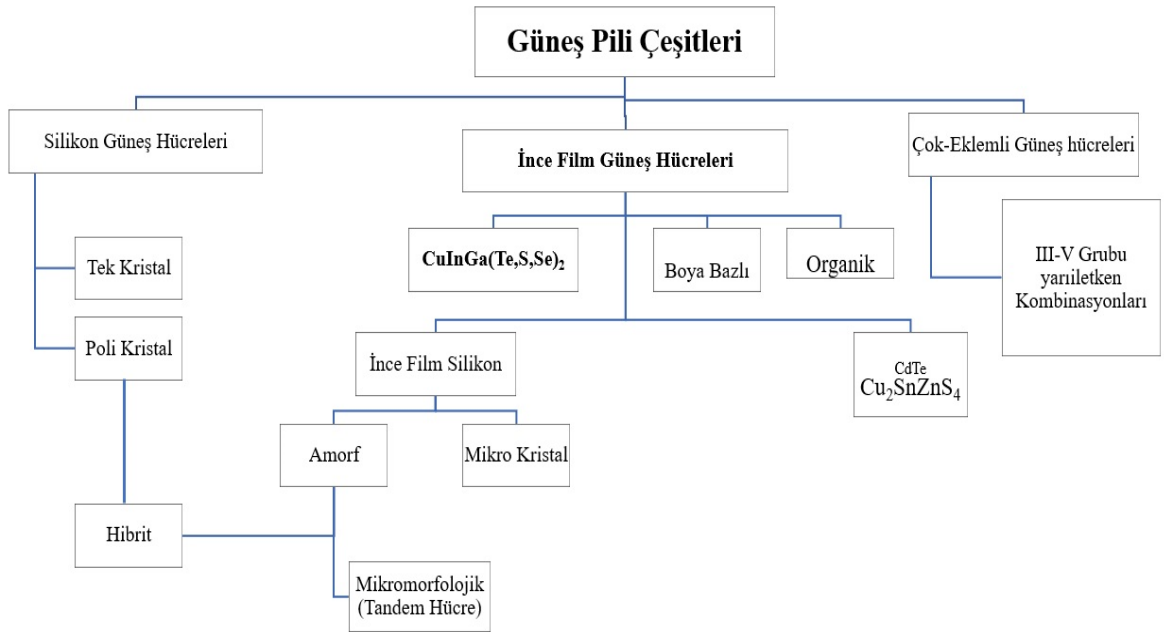 Güneş Pili Çeşitleri
Silikon Güneş Hücreleri
İnce Film Güneş Hücreleri
Çok-Eklemli Güneş hücreleri
Tek Kristal
Poli Kristal
Hibrit
CuInGa(Te,S,Se)₂
Boya Bazlı
Organik
İnce Film Silikon
CdTe
Cu₂SnZnS₄
Amorf
Mikro Kristal
Mikromorfolojik
(Tandem Hücre)
III-V Grubu
yarıiletken
Kombinasyonları